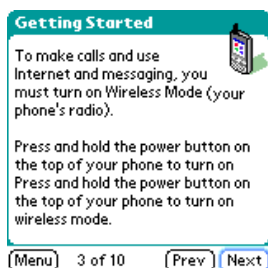 Getting Started
To make calls and use
Internet and messaging, you
must turn on Wireless Mode (your
phone's radio).
Press and hold the power button on
the top of your phone to turn on
Press and hold the power button on
the top of your phone to turn on
wireless mode.
Menu 3 of 10 Prev Next